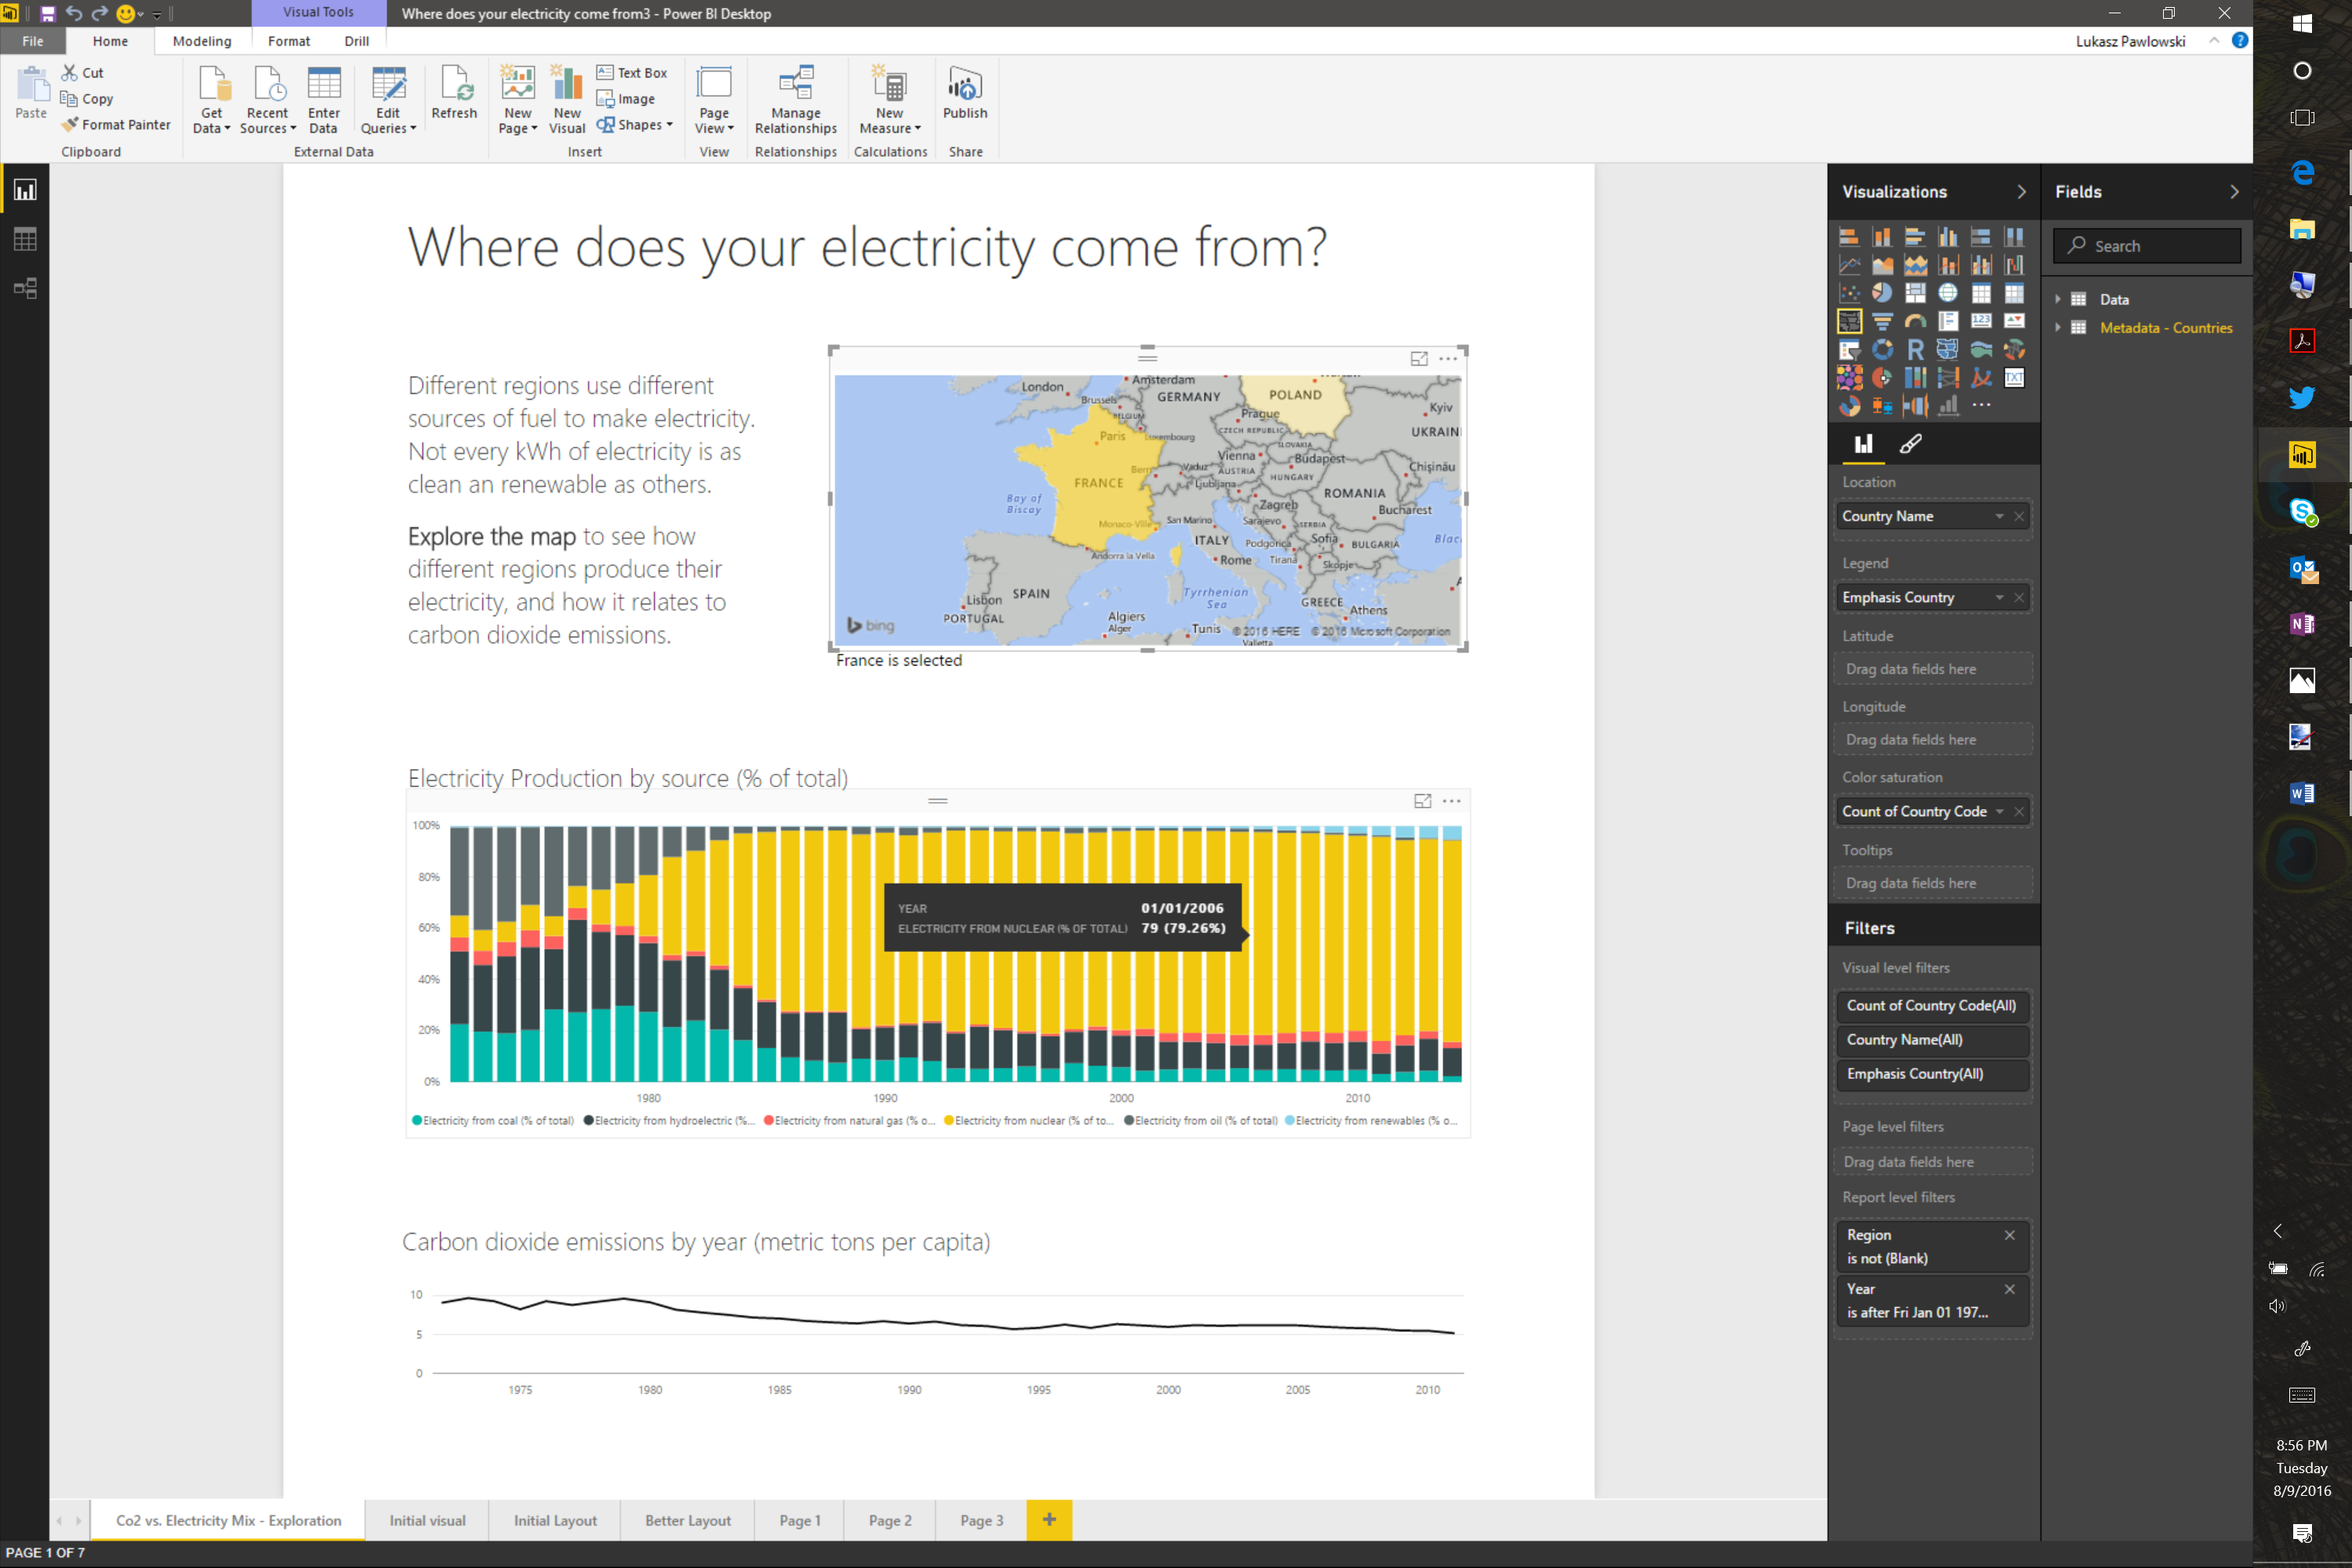 Visual Tools
Where does your electricity come from3 - Power BI Desktop
File
Home
Modeling
Format
Drill
Lukasz Pawlowski
Paste
Cut
Copy
Format Painter
Clipboard
Get Data
Recent Sources
Enter Data
Edit Queries
Refresh
External Data
New Page
New Visual
Text Box
Image
Shapes
Insert
Page View
View
Manage Relationships
Relationships
New Measure
Calculations
Publish
Share
Where does your electricity come from?
Different regions use different
sources of fuel to make electricity.
Not every kWh of electricity is as
clean an renewable as others.
Explore the map to see how
different regions produce their
electricity, and how it relates to
carbon dioxide emissions.
London
Amsterdam
GERMANY
POLAND
Brussels
BELGIUM
Prague
Kyiv
CZECH REPUBLIC
UKRAIN
Paris
Luxembourg
SLOVAKIA
Vienna
Budapest
Chișinău
Bern
Vaduz
AUSTRIA
HUNGARY
FRANCE
Ljubljana
ROMANIA
Bay of
Biscay
Zagreb
Bucharest
Monaco-Ville
San Marino
Sarajevo
SERBIA
ITALY
Podgorica
Sofia
BULGARIA
Blac
Andorra la Vella
Rome
Tirana
Skopje
SPAIN
Lisbon
Tyrrhenian
Sea
GREECE
Athens
PORTUGAL
Algiers
Alger
Tunis
Valletta
bing
© 2016 HERE © 2016 Microsoft Corporation
France is selected
Electricity Production by source (% of total)
100%
80%
60%
40%
20%
0%
YEAR 01/01/2006
ELECTRICITY FROM NUCLEAR (% OF TOTAL) 79 (79.26%)
1980 1990 2000 2010
Electricity from coal (% of total) Electricity from hydroelectric (%... Electricity from natural gas (% o... Electricity from nuclear (% of to... Electricity from oil (% of total) Electricity from renewables (% o...
Carbon dioxide emissions by year (metric tons per capita)
10
5
0
1975 1980 1985 1990 1995 2000 2005 2010
Visualizations
R
123
TXT
Location
Country Name
Legend
Emphasis Country
Latitude
Drag data fields here
Longitude
Drag data fields here
Color saturation
Count of Country Code
Tooltips
Drag data fields here
Filters
Visual level filters
Count of Country Code(All)
Country Name(All)
Emphasis Country(All)
Page level filters
Drag data fields here
Report level filters
Region
is not (Blank)
Year
is after Fri Jan 01 197...
Fields
Search
Data
Metadata - Countries
Co2 vs. Electricity Mix - Exploration
Initial visual
Initial Layout
Better Layout
Page 1
Page 2
Page 3
+
PAGE 1 OF 7
8:56 PM
Tuesday
8/9/2016